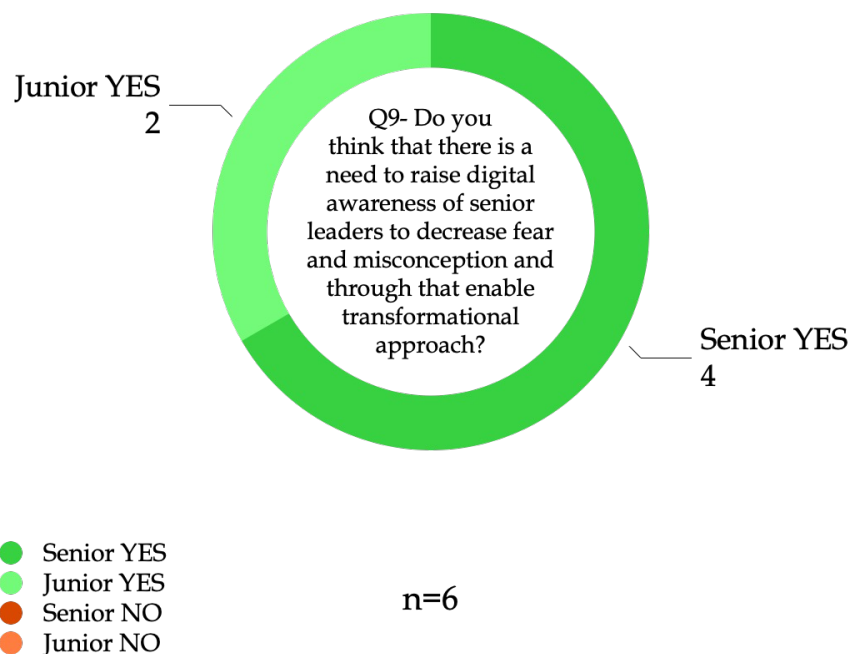 Junior YES
2
Q9- Do you
think that there is a
need to raise digital
awareness of senior
leaders to decrease fear
and misconception and
through that enable
transformational
approach?
Senior YES
4
Senior YES
Junior YES
Senior NO
Junior NO
n=6